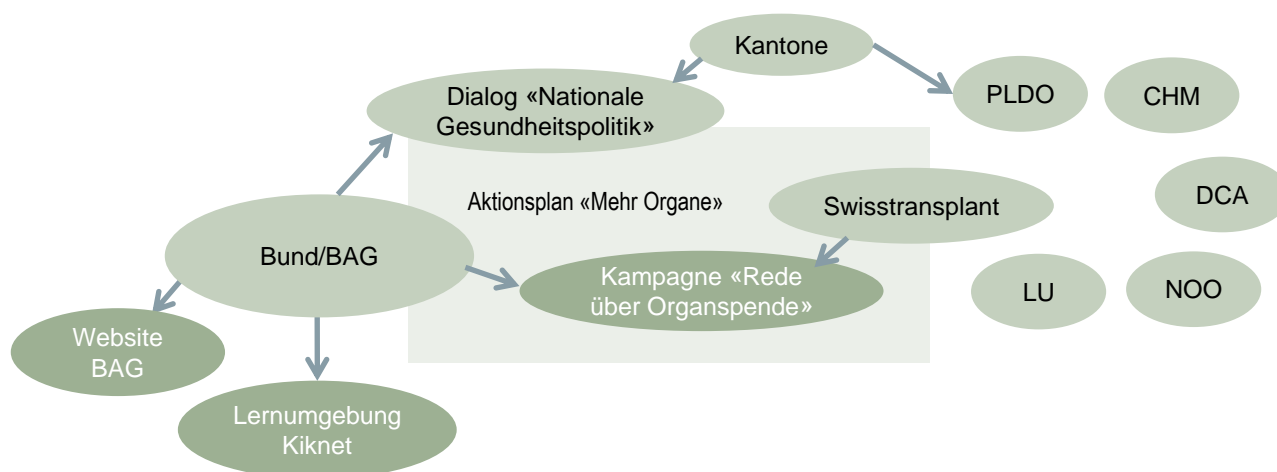 Kantone
Dialog «Nationale
Gesundheitspolitik»
PLDO
CHM
Aktionsplan «Mehr Organe»
Swisstransplant
DCA
Bund/BAG
Kampagne «Rede
über Organspende»
LU
NOO
Website
BAG
Lernumgebung
Kiknet